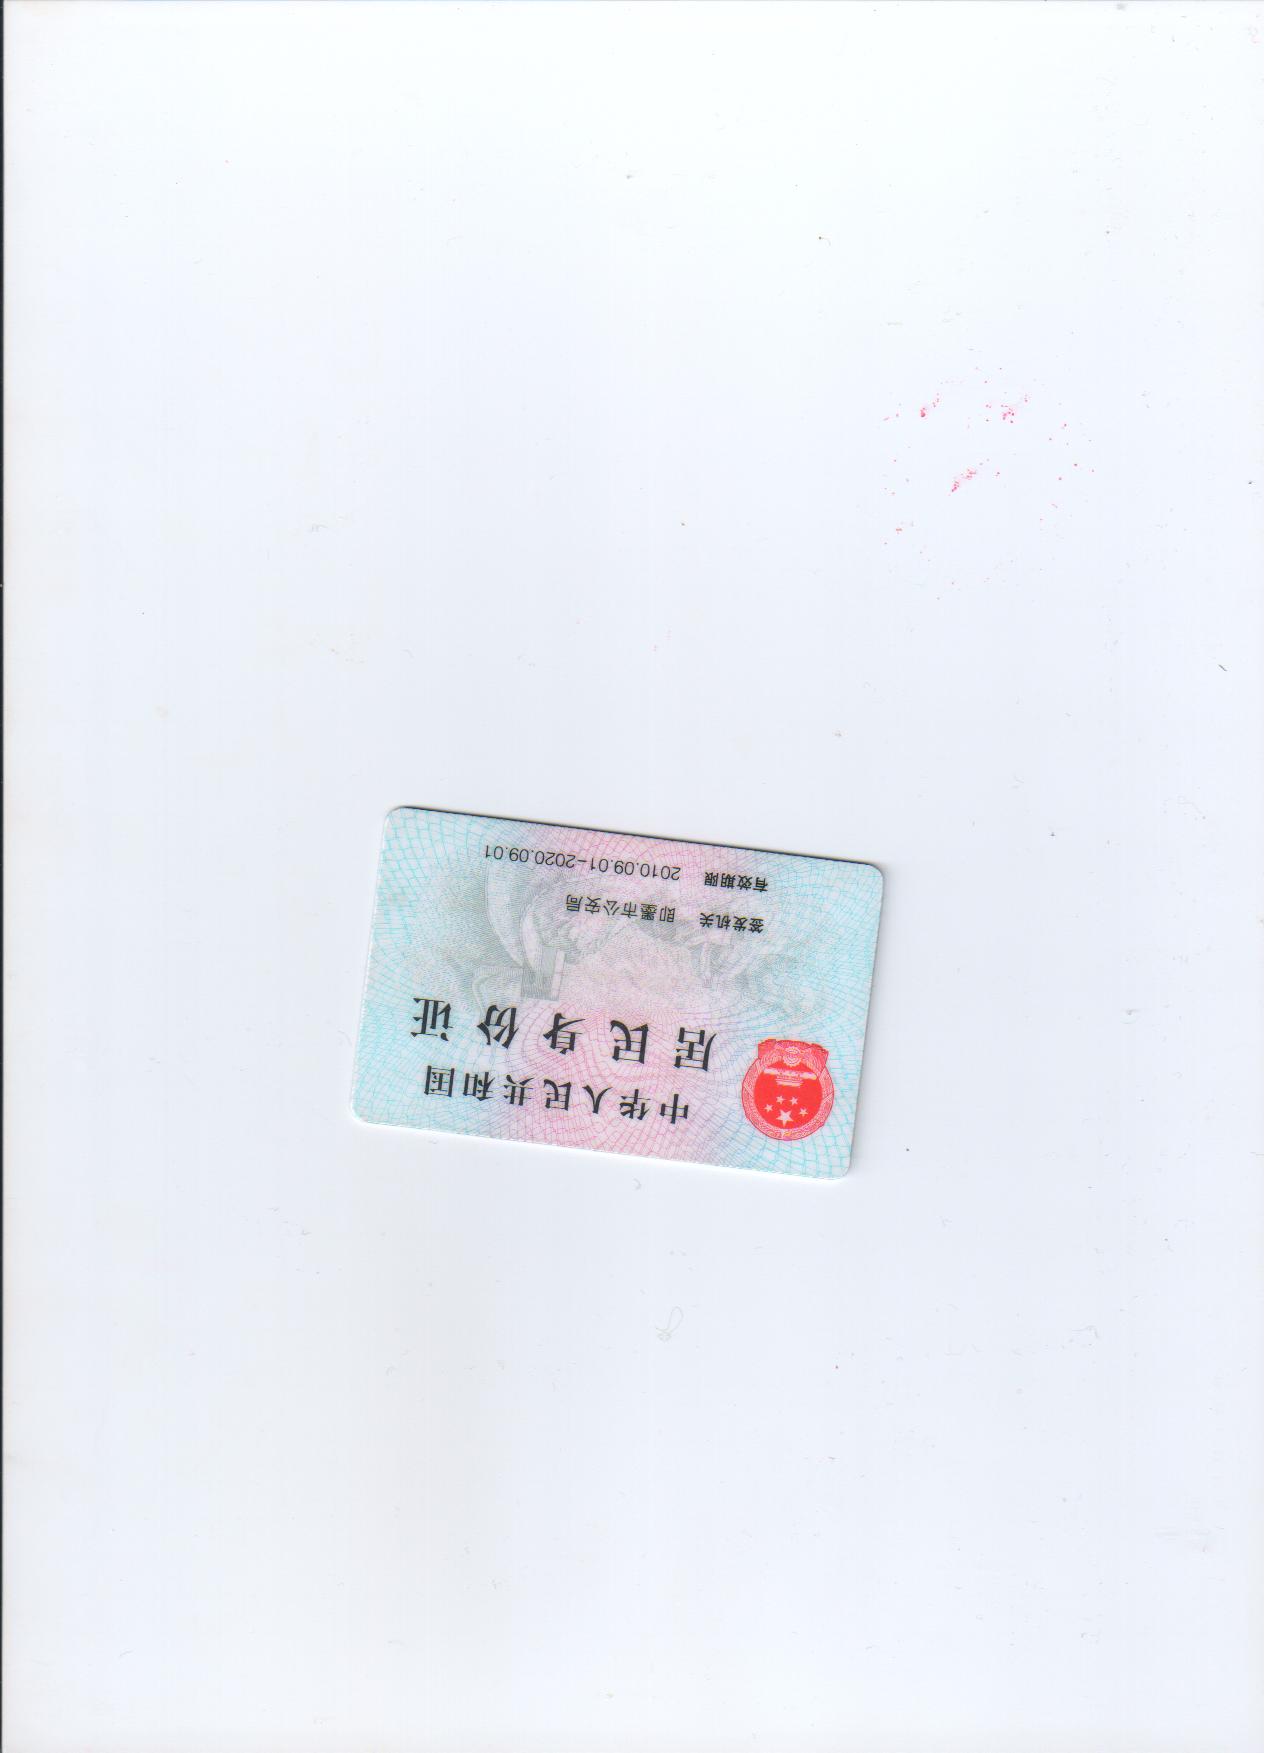 中华人民共和国
居民身份证
签发机关 即墨市公安局
有效期限 2010.09.01-2020.09.01